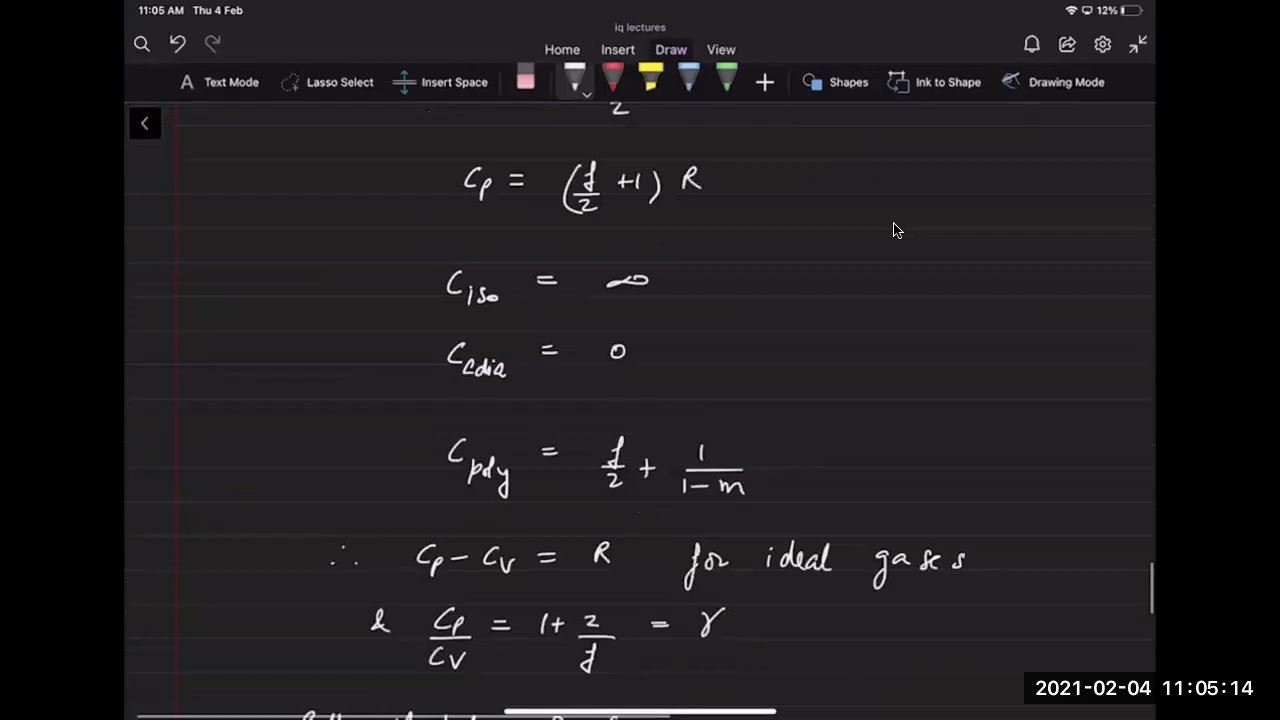 11:05 AM Thu 4 Feb
12%
iq lectures
Home Insert Draw View
Text Mode Lasso Select Insert Space Shapes Ink to Shape Drawing Mode
2
Cp = (f/2 + 1) R
Ciso = ∞
Cadia = 0
Cpoly = f/2 + 1/(1-m)
∴ Cp - Cv = R for ideal gases
& Cp/Cv = 1 + 2/f = γ
2021-02-04 11:05:14